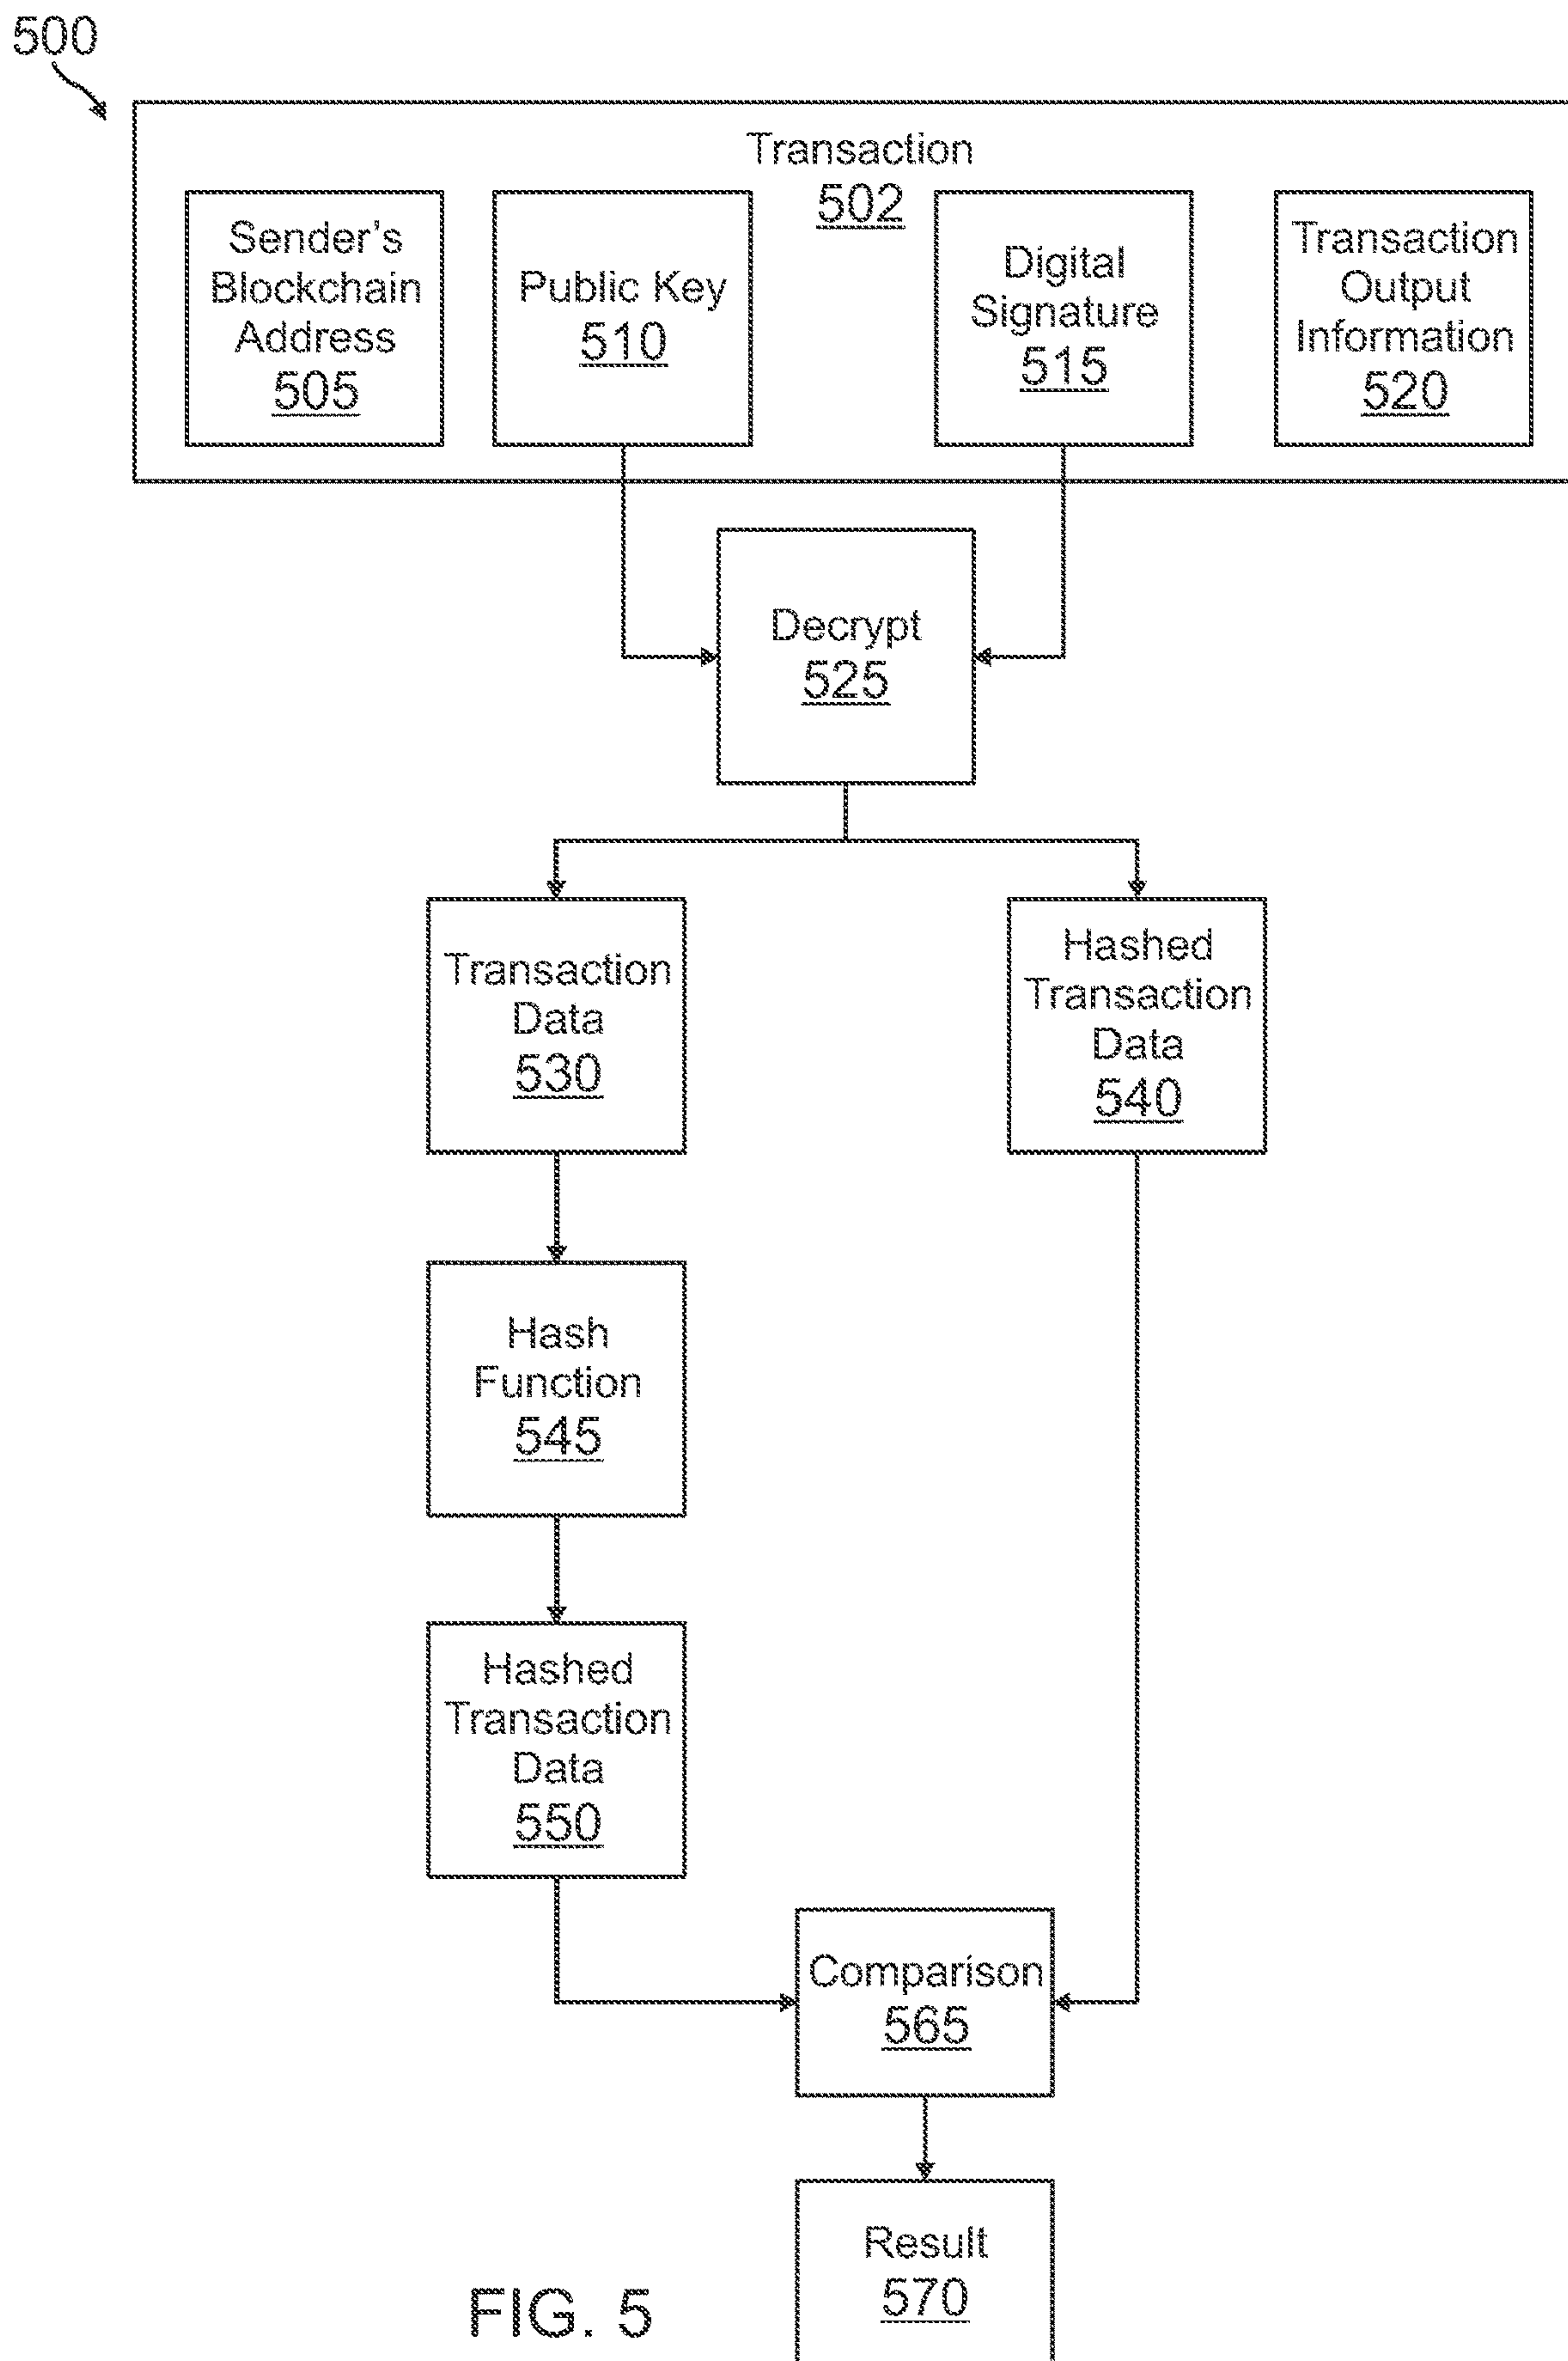 500
Transaction
502
Sender's
Blockchain
Address
505
Public Key
510
Digital
Signature
515
Transaction
Output
Information
520
Decrypt
525
Transaction
Data
530
Hashed
Transaction
Data
540
Hash
Function
545
Hashed
Transaction
Data
550
Comparison
565
Result
570
FIG. 5